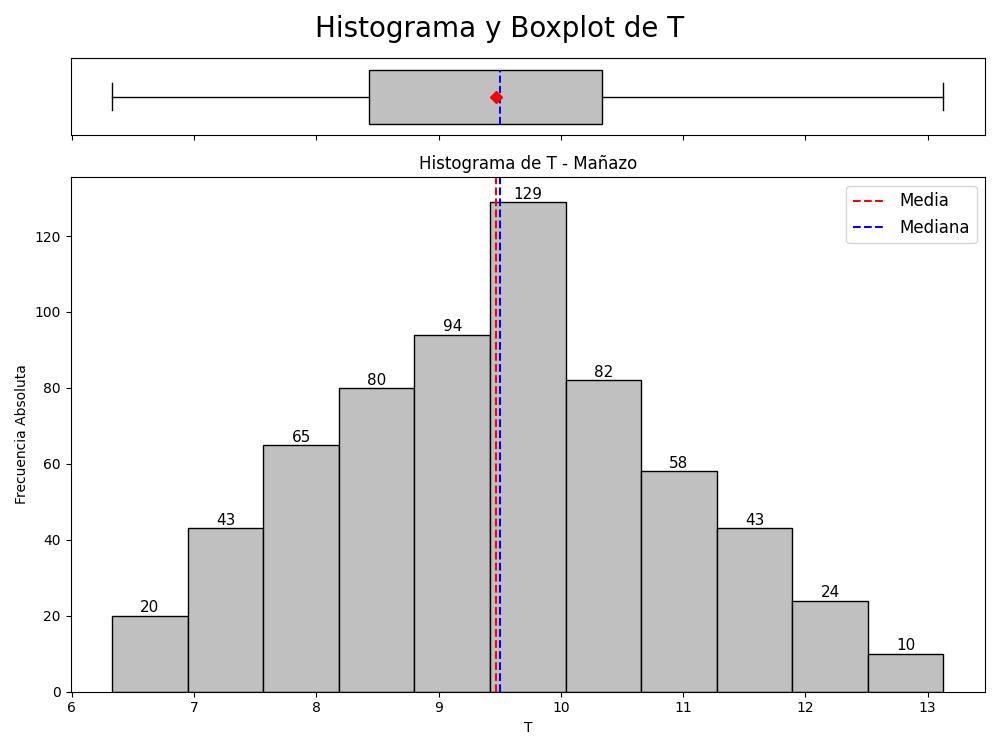 Histograma y Boxplot de T
Histograma de T - Mañazo
Media
Mediana
Frecuencia Absoluta
120
100
80
60
40
20
0
20
43
65
80
94
129
82
58
43
24
10
6 7 8 9 10 11 12 13
T